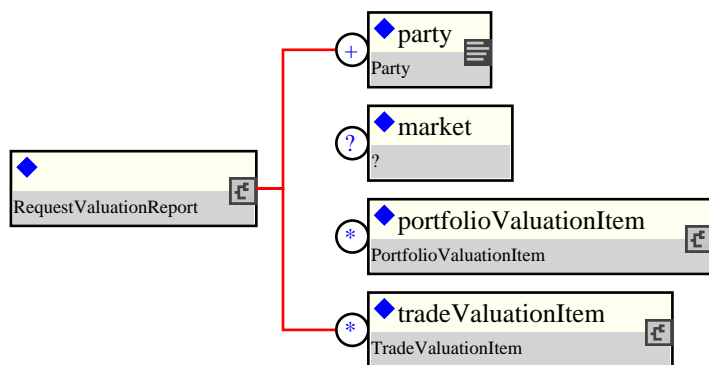 +
party
Party
?
market
?
RequestValuationReport
*
portfolioValuationItem
PortfolioValuationItem
*
tradeValuationItem
TradeValuationItem